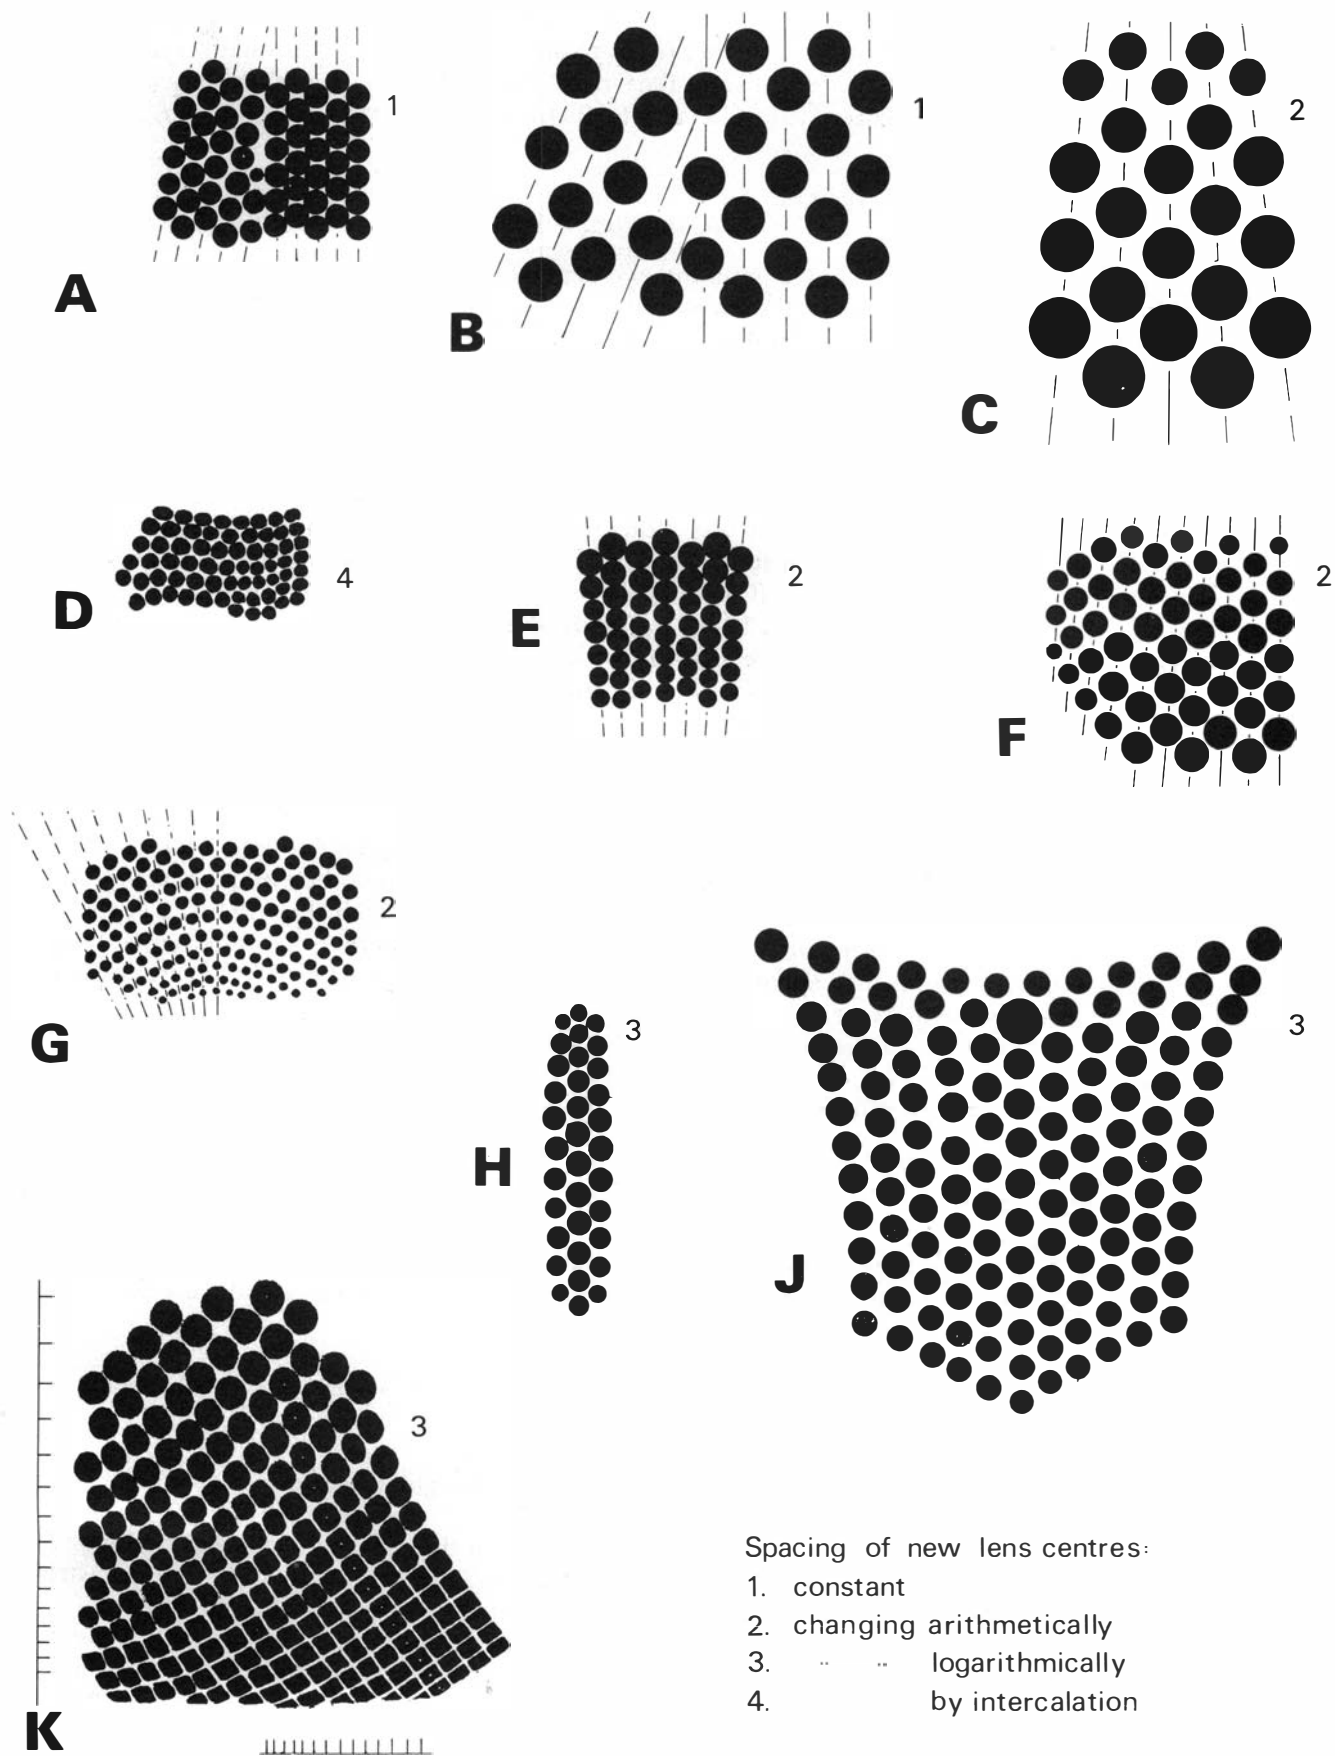 1
1
2
A
B
C
D
4
E
2
F
2
G
2
H
3
J
3
K
3
Spacing of new lens centres:
1. constant
2. changing arithmetically
3. " " logarithmically
4. by intercalation